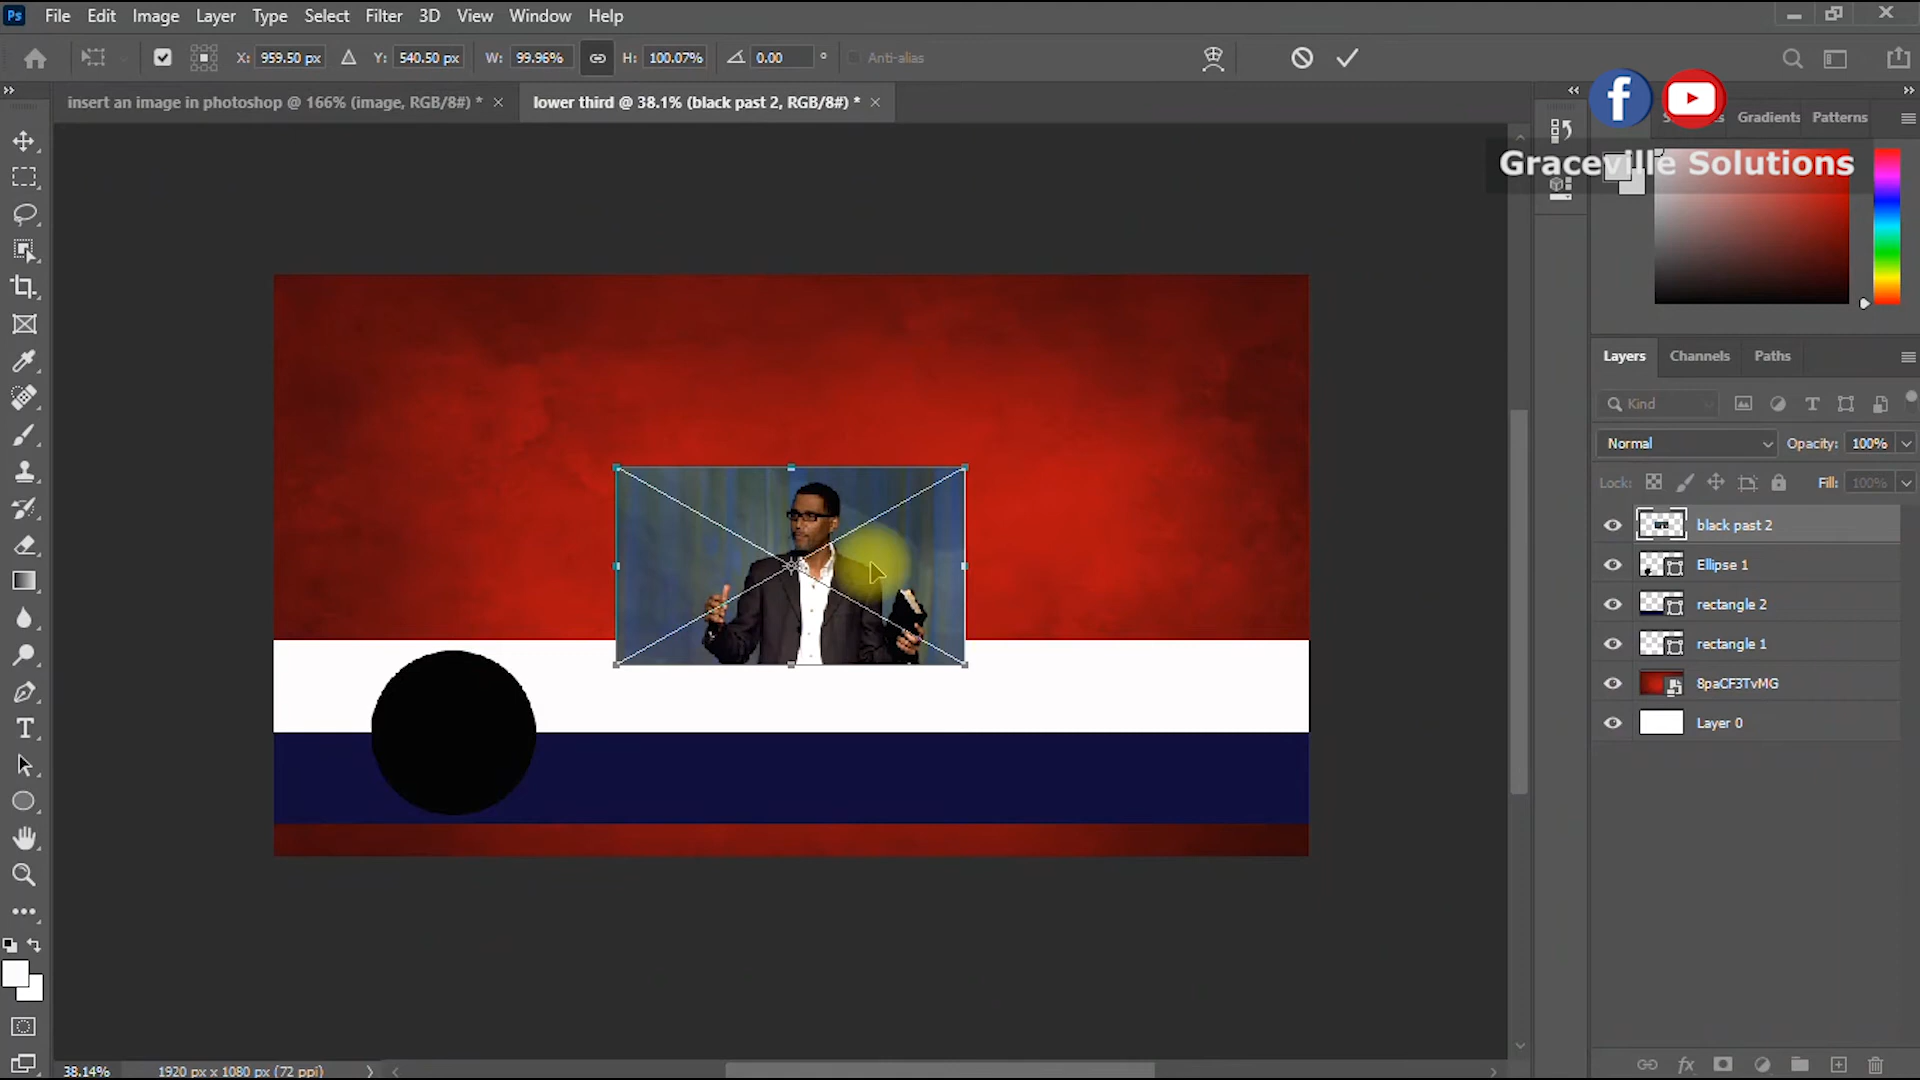 Ps File Edit Image Layer Type Select Filter 3D View Window Help
X: 959.50 px Y: 540.50 px W: 99.96% H: 100.07% 0.00 ° Anti-alias
insert an image in photoshop @ 166% (image, RGB/8#) * × lower third @ 38.1% (black past 2, RGB/8#) * ×
Gradients Patterns
Graceville Solutions
Layers Channels Paths
Kind
Normal Opacity: 100%
Lock: Fill: 100%
black past 2
Ellipse 1
rectangle 2
rectangle 1
8paCF3TvMG
Layer 0
38.14% 1920 px x 1080 px (72 ppi)